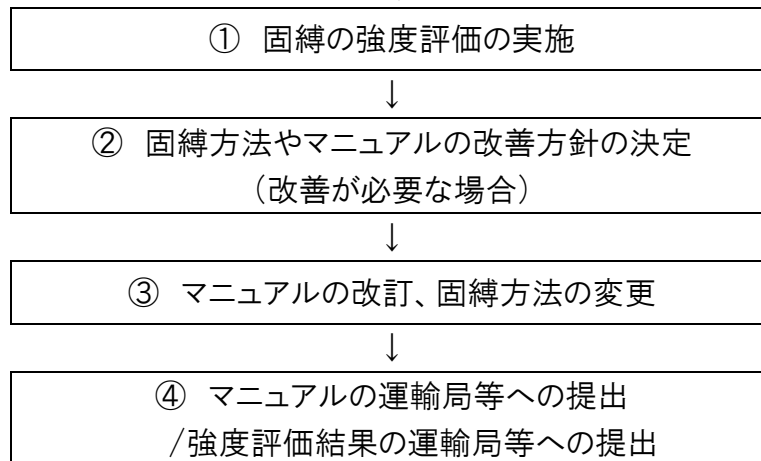 ① 固縛の強度評価の実施
↓
② 固縛方法やマニュアルの改善方針の決定
（改善が必要な場合）
↓
③ マニュアルの改訂、固縛方法の変更
↓
④ マニュアルの運輸局等への提出
/強度評価結果の運輸局等への提出